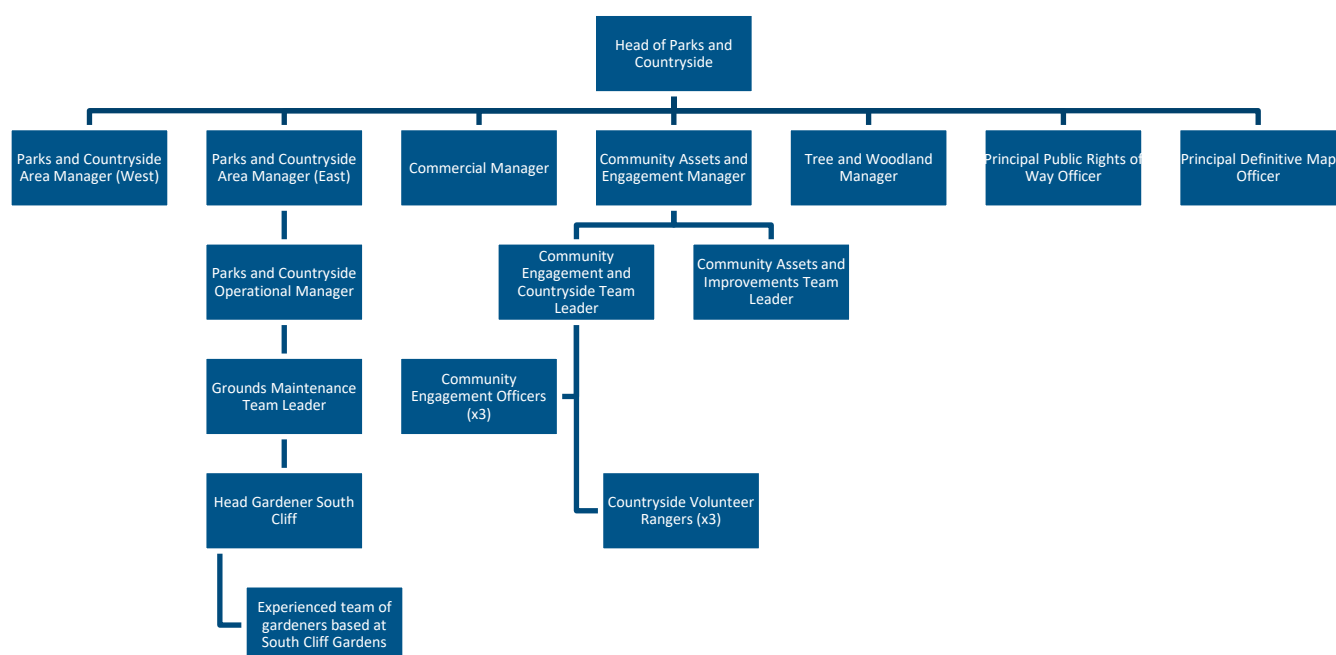 Head of Parks and
Countryside
Parks and Countryside
Area Manager (West)
Parks and Countryside
Area Manager (East)
Commercial Manager
Community Assets and
Engagement Manager
Tree and Woodland
Manager
Principal Public Rights of
Way Officer
Principal Definitive Map
Officer
Parks and Countryside
Operational Manager
Community
Engagement and
Countryside Team
Leader
Community Assets and
Improvements Team
Leader
Grounds Maintenance
Team Leader
Community
Engagement Officers
(x3)
Head Gardener South
Cliff
Countryside Volunteer
Rangers (x3)
Experienced team of
gardeners based at
South Cliff Gardens